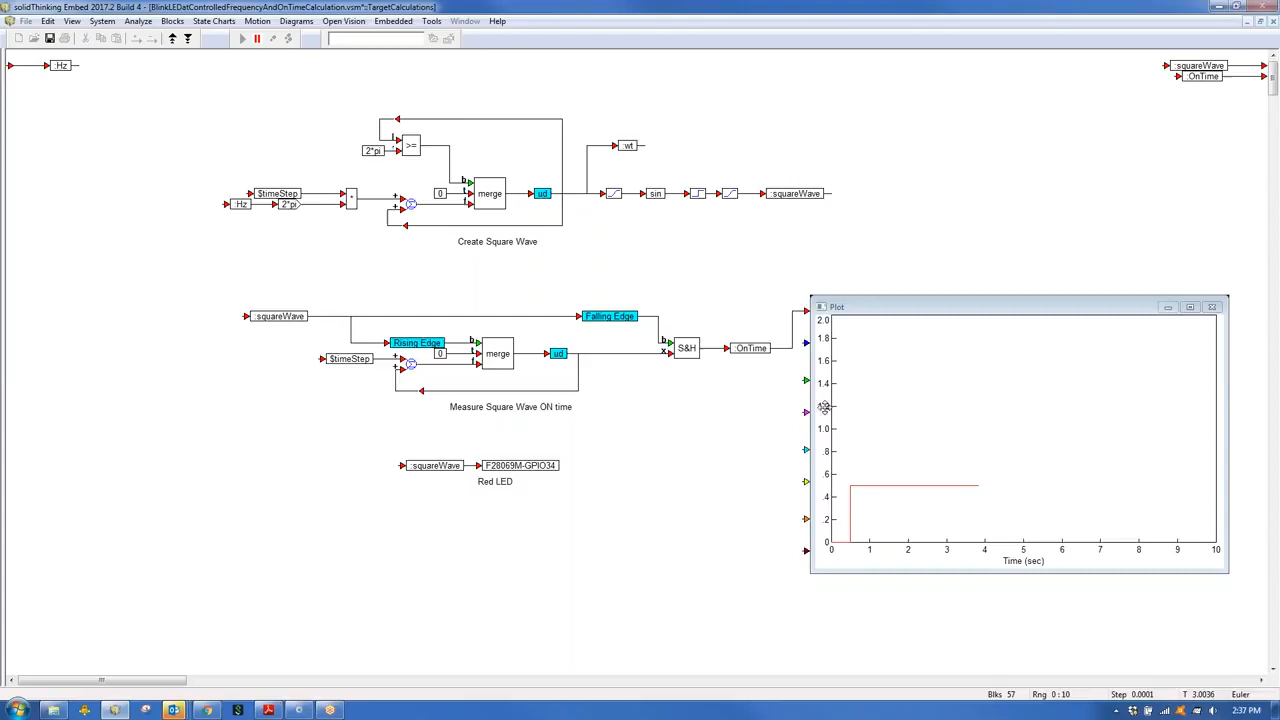 solidThinking Embed 2017.2 Build 4 - [BlinkLEDatControlledFrequencyAndOnTimeCalculation.vsm*::TargetCalculations]
File Edit View System Analyze Blocks State Charts Motion Diagrams Open Vision Embedded Tools Window Help
:Hz
:squareWave
:OnTime
2*pi
>=
:wt
b
t
f
$timeStep
:Hz
2*pi
*
0
merge
ud
sin
:squareWave
Create Square Wave
:squareWave
Falling Edge
Rising Edge
$timeStep
0
b
t
f
merge
ud
b
x
S&H
:OnTime
Measure Square Wave ON time
:squareWave
F28069M-GPIO34
Red LED
Plot
2.0
1.8
1.6
1.4
1.0
.8
.6
.4
.2
0
0 1 2 3 4 5 6 7 8 9 10
Time (sec)
Blks 57 Rng 0 : 10 Step 0.0001 T 3.0036 Euler
2:37 PM